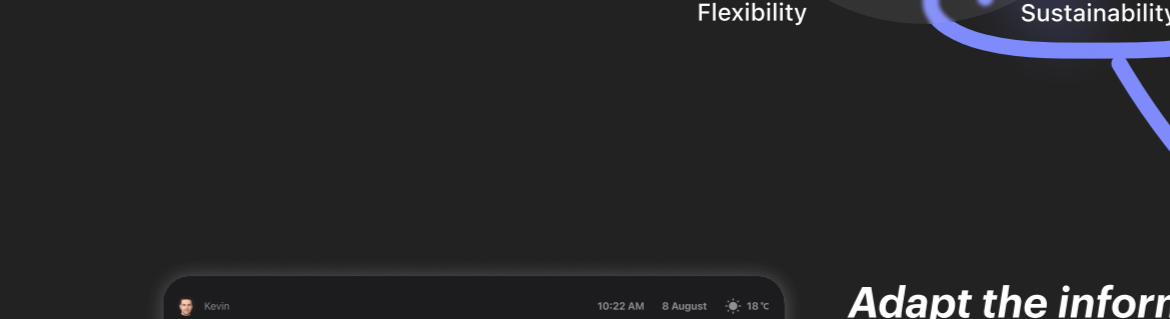 Flexibility
Sustainability
Kevin
10:22 AM
8 August
18 °C
Adapt the inforr